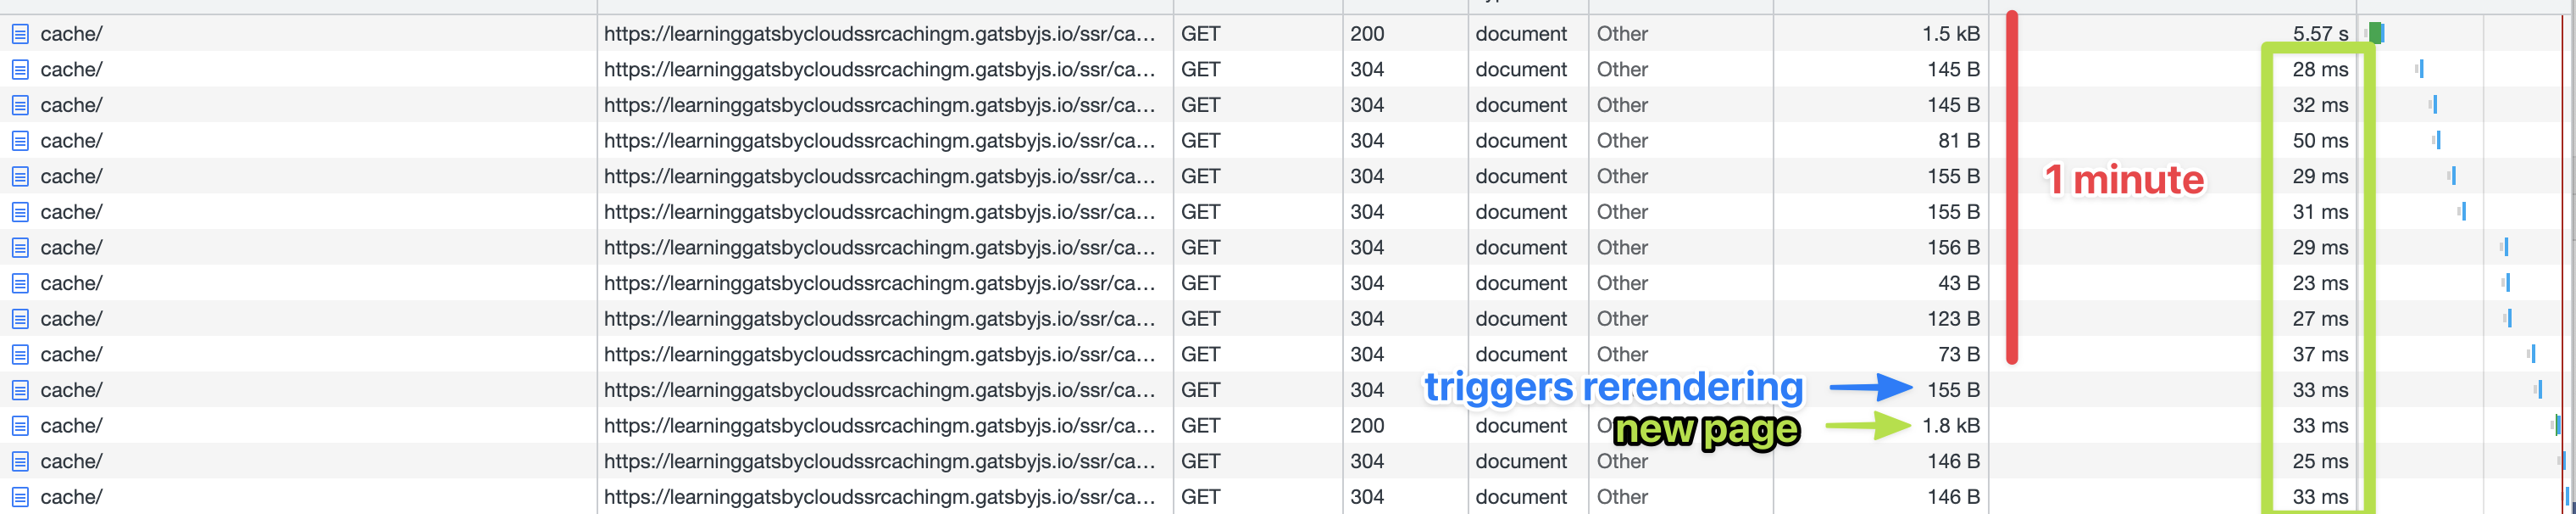 cache/ https://learninggatsbycloudssrcachingm.gatsbyjs.io/ssr/ca... GET 200 document Other 1.5 kB 5.57 s
cache/ https://learninggatsbycloudssrcachingm.gatsbyjs.io/ssr/ca... GET 304 document Other 145 B 28 ms
cache/ https://learninggatsbycloudssrcachingm.gatsbyjs.io/ssr/ca... GET 304 document Other 145 B 32 ms
cache/ https://learninggatsbycloudssrcachingm.gatsbyjs.io/ssr/ca... GET 304 document Other 81 B 50 ms
cache/ https://learninggatsbycloudssrcachingm.gatsbyjs.io/ssr/ca... GET 304 document Other 155 B 29 ms
1 minute
cache/ https://learninggatsbycloudssrcachingm.gatsbyjs.io/ssr/ca... GET 304 document Other 155 B 31 ms
cache/ https://learninggatsbycloudssrcachingm.gatsbyjs.io/ssr/ca... GET 304 document Other 156 B 29 ms
cache/ https://learninggatsbycloudssrcachingm.gatsbyjs.io/ssr/ca... GET 304 document Other 43 B 23 ms
cache/ https://learninggatsbycloudssrcachingm.gatsbyjs.io/ssr/ca... GET 304 document Other 123 B 27 ms
cache/ https://learninggatsbycloudssrcachingm.gatsbyjs.io/ssr/ca... GET 304 document Other 73 B 37 ms
cache/ https://learninggatsbycloudssrcachingm.gatsbyjs.io/ssr/ca... GET 304 triggers rerendering 155 B 33 ms
cache/ https://learninggatsbycloudssrcachingm.gatsbyjs.io/ssr/ca... GET 200 document new page 1.8 kB 33 ms
cache/ https://learninggatsbycloudssrcachingm.gatsbyjs.io/ssr/ca... GET 304 document Other 146 B 25 ms
cache/ https://learninggatsbycloudssrcachingm.gatsbyjs.io/ssr/ca... GET 304 document Other 146 B 33 ms